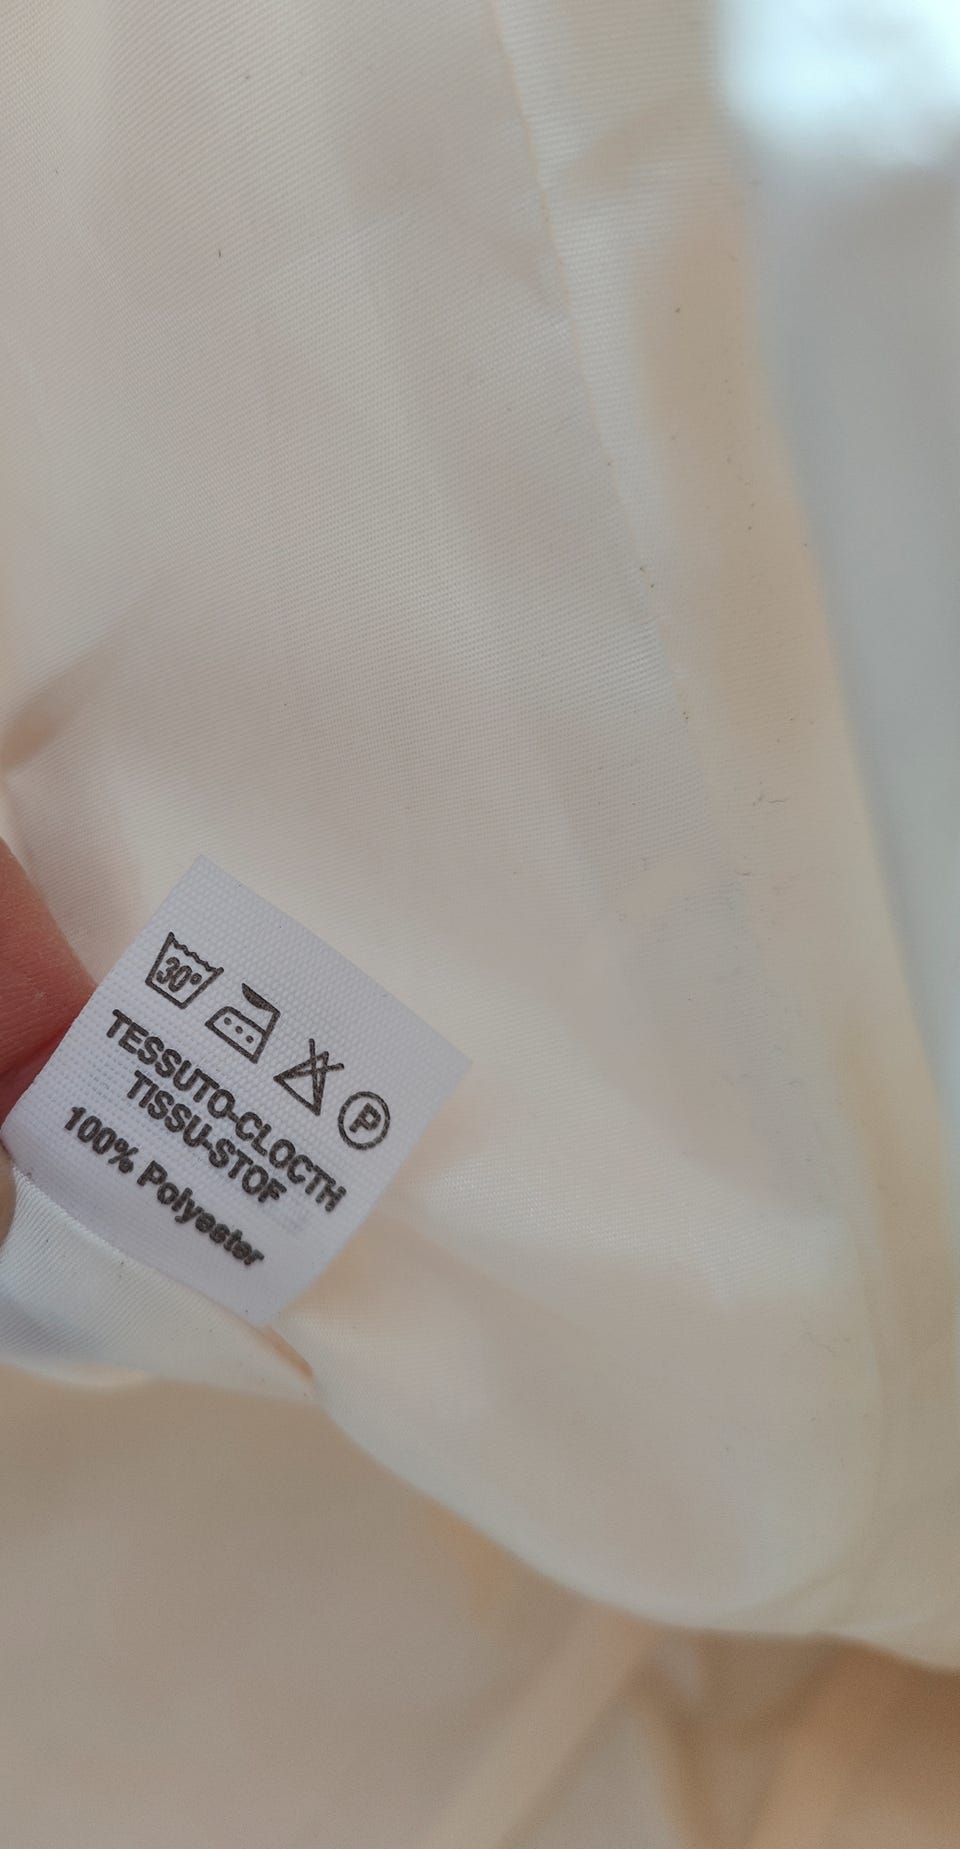 30°
P
TESSUTO-CLOCTH
TISSU-STOF
100% Polyester